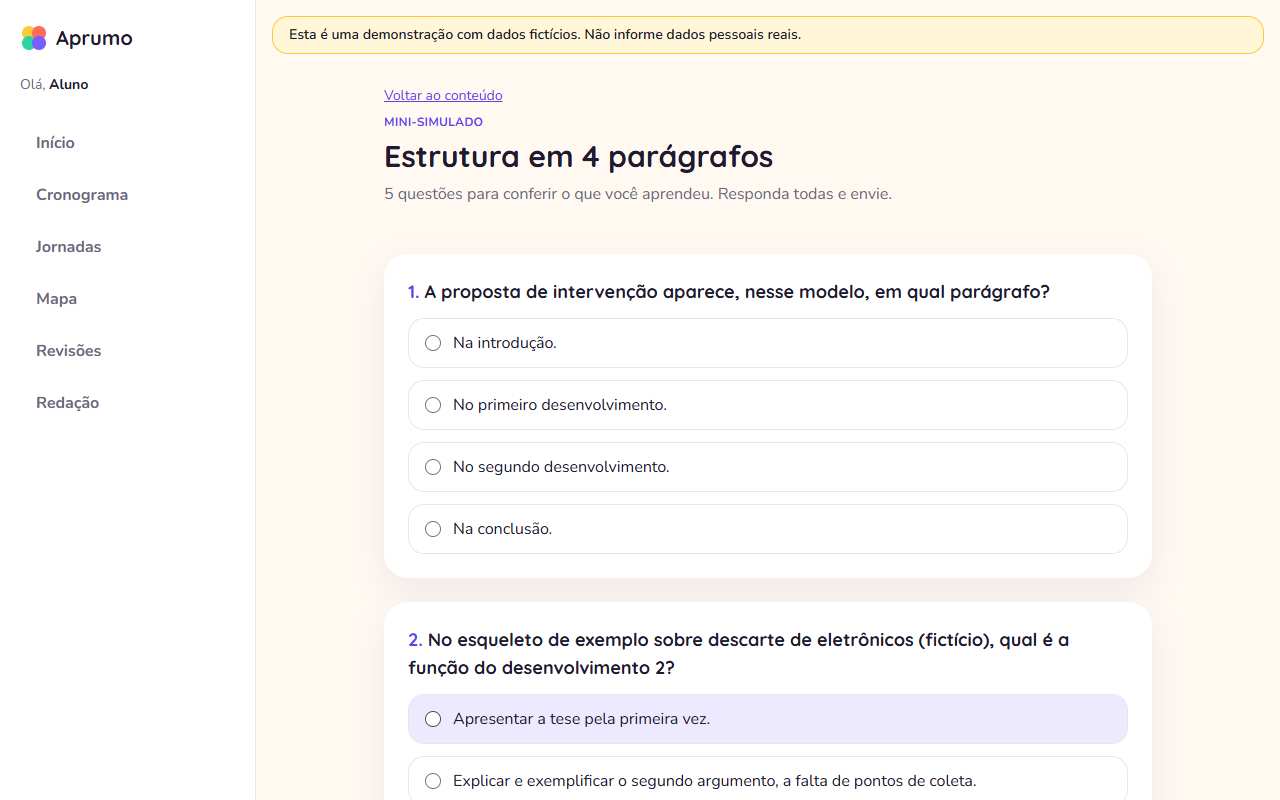 Aprumo
Olá, Aluno
Início
Cronograma
Jornadas
Mapa
Revisões
Redação
Esta é uma demonstração com dados fictícios. Não informe dados pessoais reais.
Voltar ao conteúdo
MINI-SIMULADO
Estrutura em 4 parágrafos
5 questões para conferir o que você aprendeu. Responda todas e envie.
1. A proposta de intervenção aparece, nesse modelo, em qual parágrafo?
Na introdução.
No primeiro desenvolvimento.
No segundo desenvolvimento.
Na conclusão.
2. No esqueleto de exemplo sobre descarte de eletrônicos (fictício), qual é a
função do desenvolvimento 2?
Apresentar a tese pela primeira vez.
Explicar e exemplificar o segundo argumento, a falta de pontos de coleta.